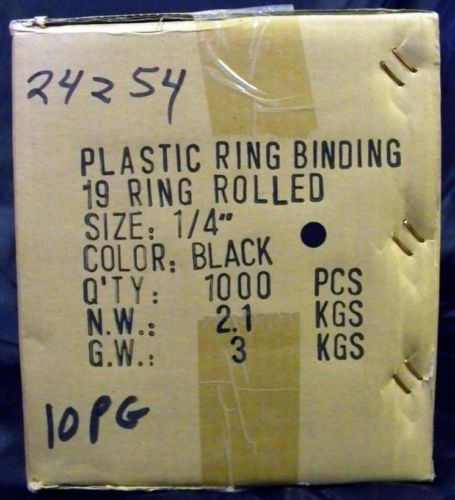 24254
PLASTIC RING BINDING
19 RING ROLLED
SIZE: 1/4"
COLOR: BLACK
Q'TY: 1000 PCS
N.W.: 2.1 KGS
G.W.: 3 KGS
10PG